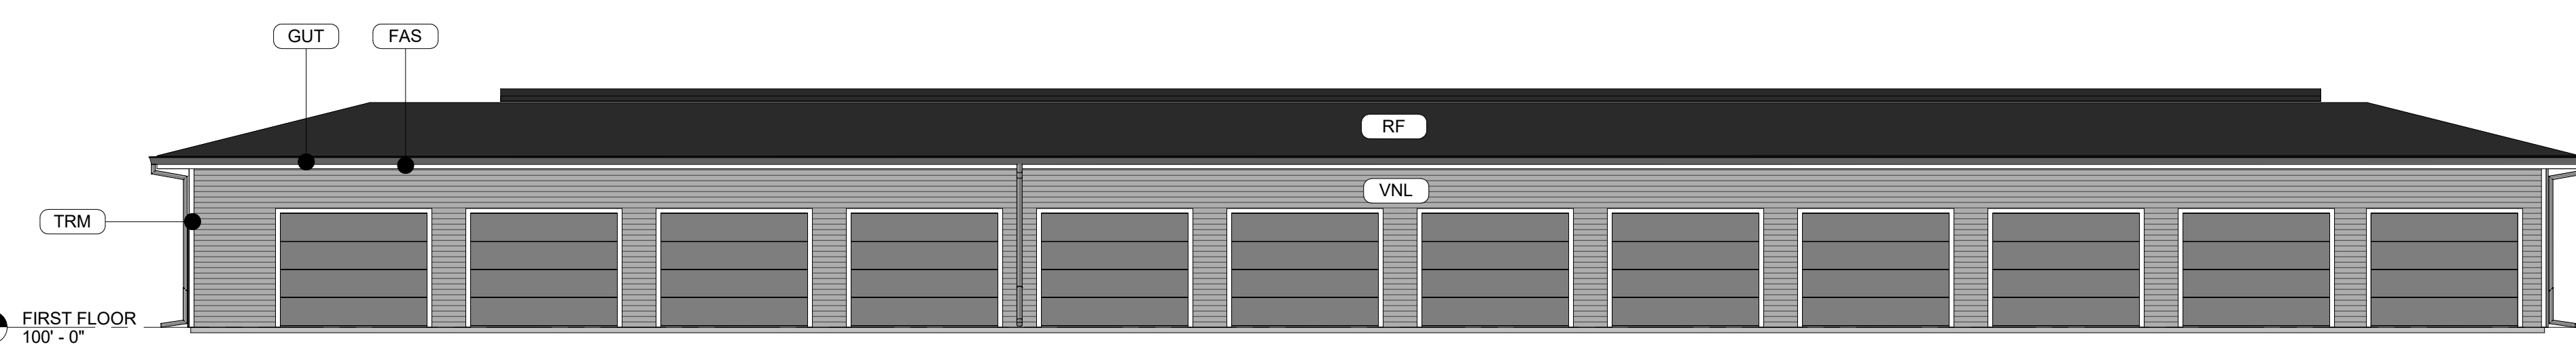 GUT
FAS
RF
VNL
TRM
FIRST FLOOR
100' - 0"